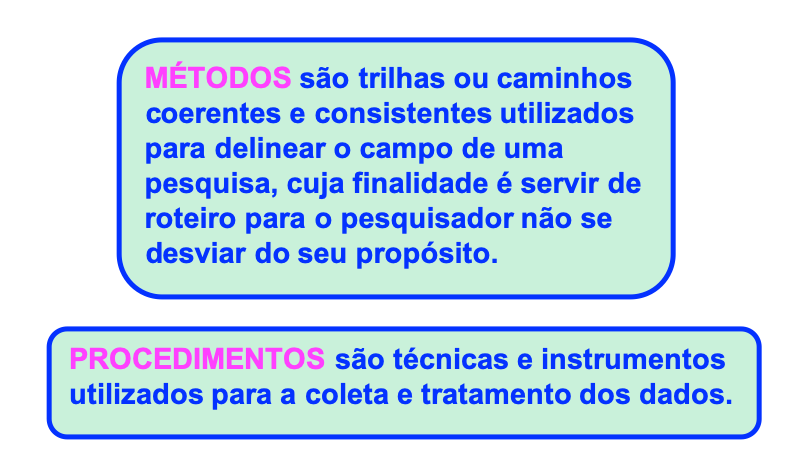 MÉTODOS são trilhas ou caminhos
coerentes e consistentes utilizados
para delinear o campo de uma
pesquisa, cuja finalidade é servir de
roteiro para o pesquisador não se
desviar do seu propósito.
PROCEDIMENTOS são técnicas e instrumentos
utilizados para a coleta e tratamento dos dados.